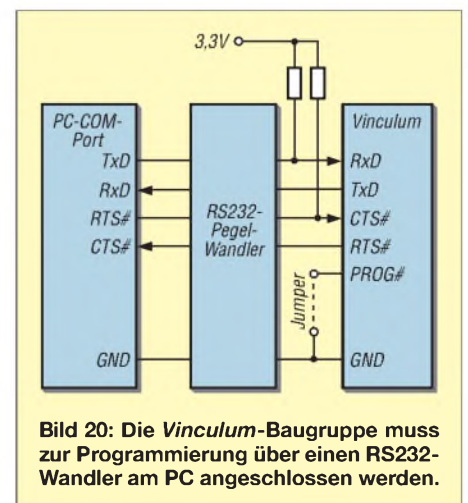 3,3V
PC-COM-
Port
TxD
RxD
RTS#
CTS#
GND
RS232-
Pegel-
Wandler
Vinculum
RxD
TxD
CTS#
RTS#
PROG#
GND
Jumper
Bild 20: Die Vinculum-Baugruppe muss
zur Programmierung über einen RS232-
Wandler am PC angeschlossen werden.